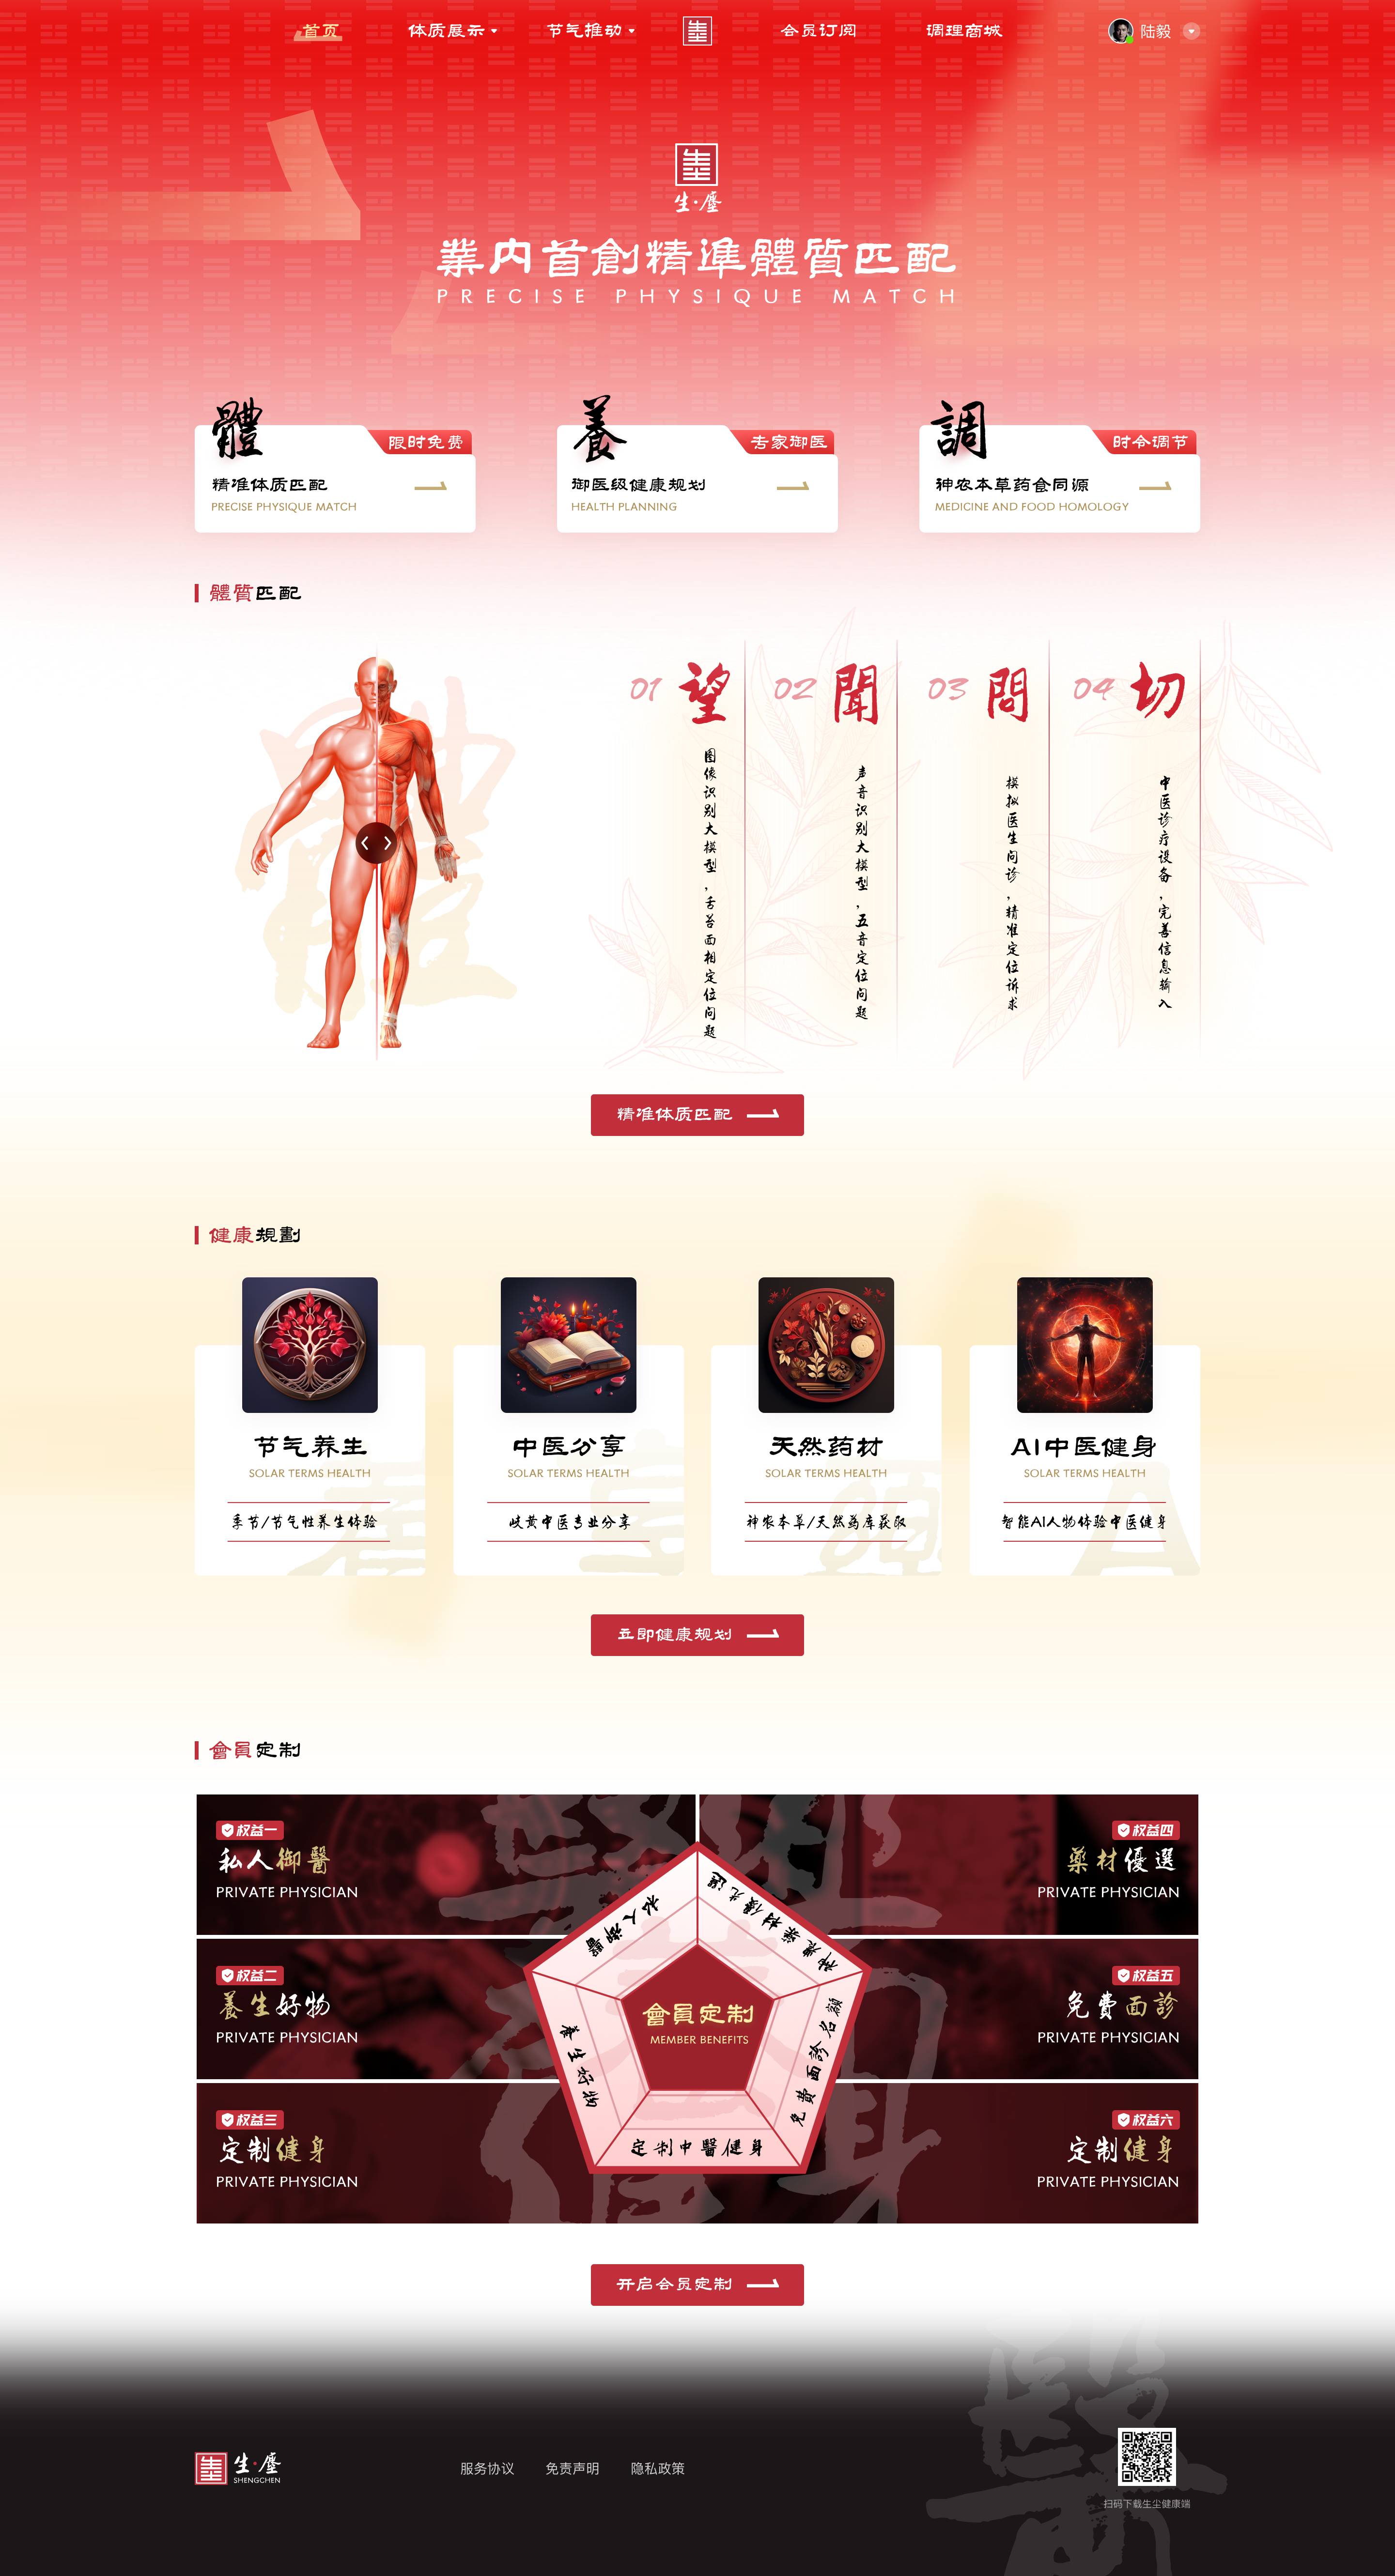 首页
体质展示
节气推动
会员订阅
调理商城
陆毅
生·塵
業内首創精準體質匹配
PRECISE PHYSIQUE MATCH
體
限时免费
精准体质匹配
PRECISE PHYSIQUE MATCH
養
专家御医
御医级健康规划
HEALTH PLANNING
調
时令调节
神农本草药食同源
MEDICINE AND FOOD HOMOLOGY
體質匹配
01 望
图像识别大模型,舌苔面相定位问题
02 聞
声音识别大模型,五音定位问题
03 問
模拟医生问诊,精准定位诉求
04 切
中医诊疗设备,完善信息输入
精准体质匹配
健康規劃
节气养生
SOLAR TERMS HEALTH
季节/节气性养生体验
中医分享
SOLAR TERMS HEALTH
岐黄中医专业分享
天然药材
SOLAR TERMS HEALTH
神农本草/天然药库获取
AI中医健身
SOLAR TERMS HEALTH
智能AI人物体验中医健身
立即健康规划
會員定制
权益一
私人御醫
PRIVATE PHYSICIAN
权益二
養生好物
PRIVATE PHYSICIAN
权益三
定制健身
PRIVATE PHYSICIAN
权益四
藥材優選
PRIVATE PHYSICIAN
权益五
免費面診
PRIVATE PHYSICIAN
权益六
定制健身
PRIVATE PHYSICIAN
私人御醫
神農藥材優先選
養生好物
免費面診名額
定制中醫健身
會員定制
MEMBER BENEFITS
开启会员定制
生·塵
SHENGCHEN
服务协议
免责声明
隐私政策
扫码下载生尘健康端